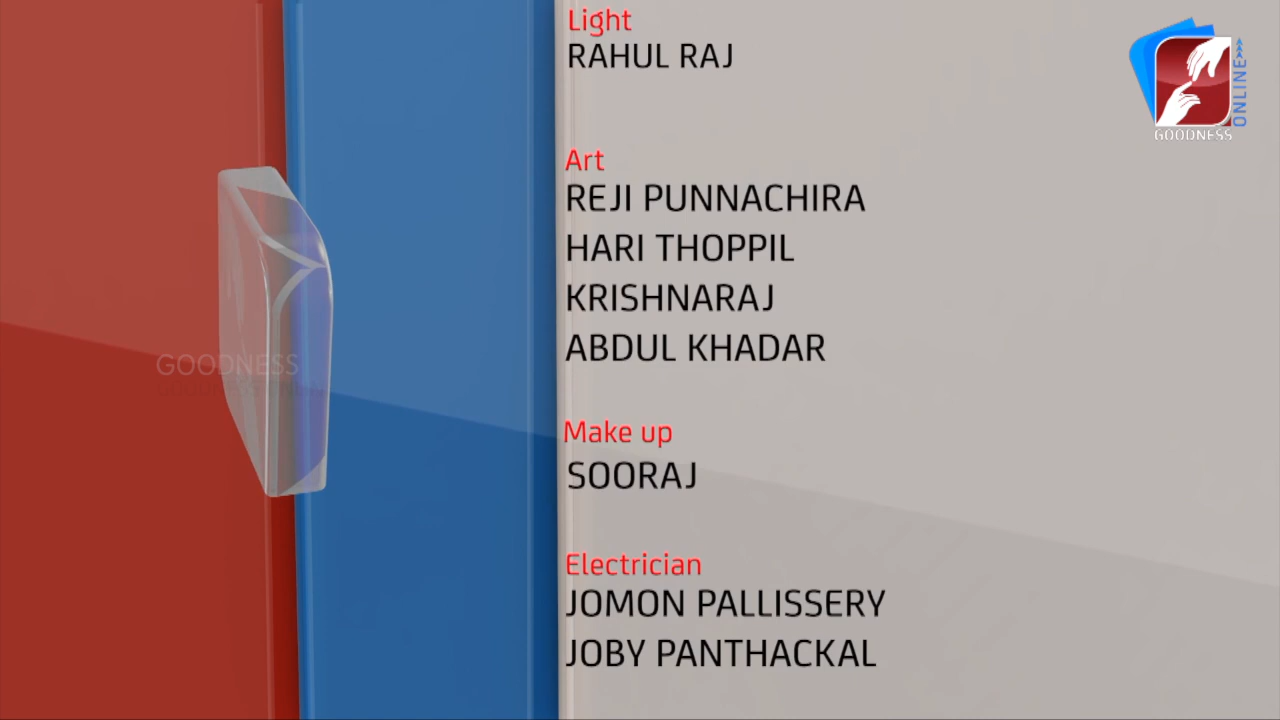 Light
RAHUL RAJ
Art
REJI PUNNACHIRA
HARI THOPPIL
KRISHNARAJ
ABDUL KHADAR
Make up
SOORAJ
Electrician
JOMON PALLISSERY
JOBY PANTHACKAL
GOODNESS
ONLINE
GOODNESS